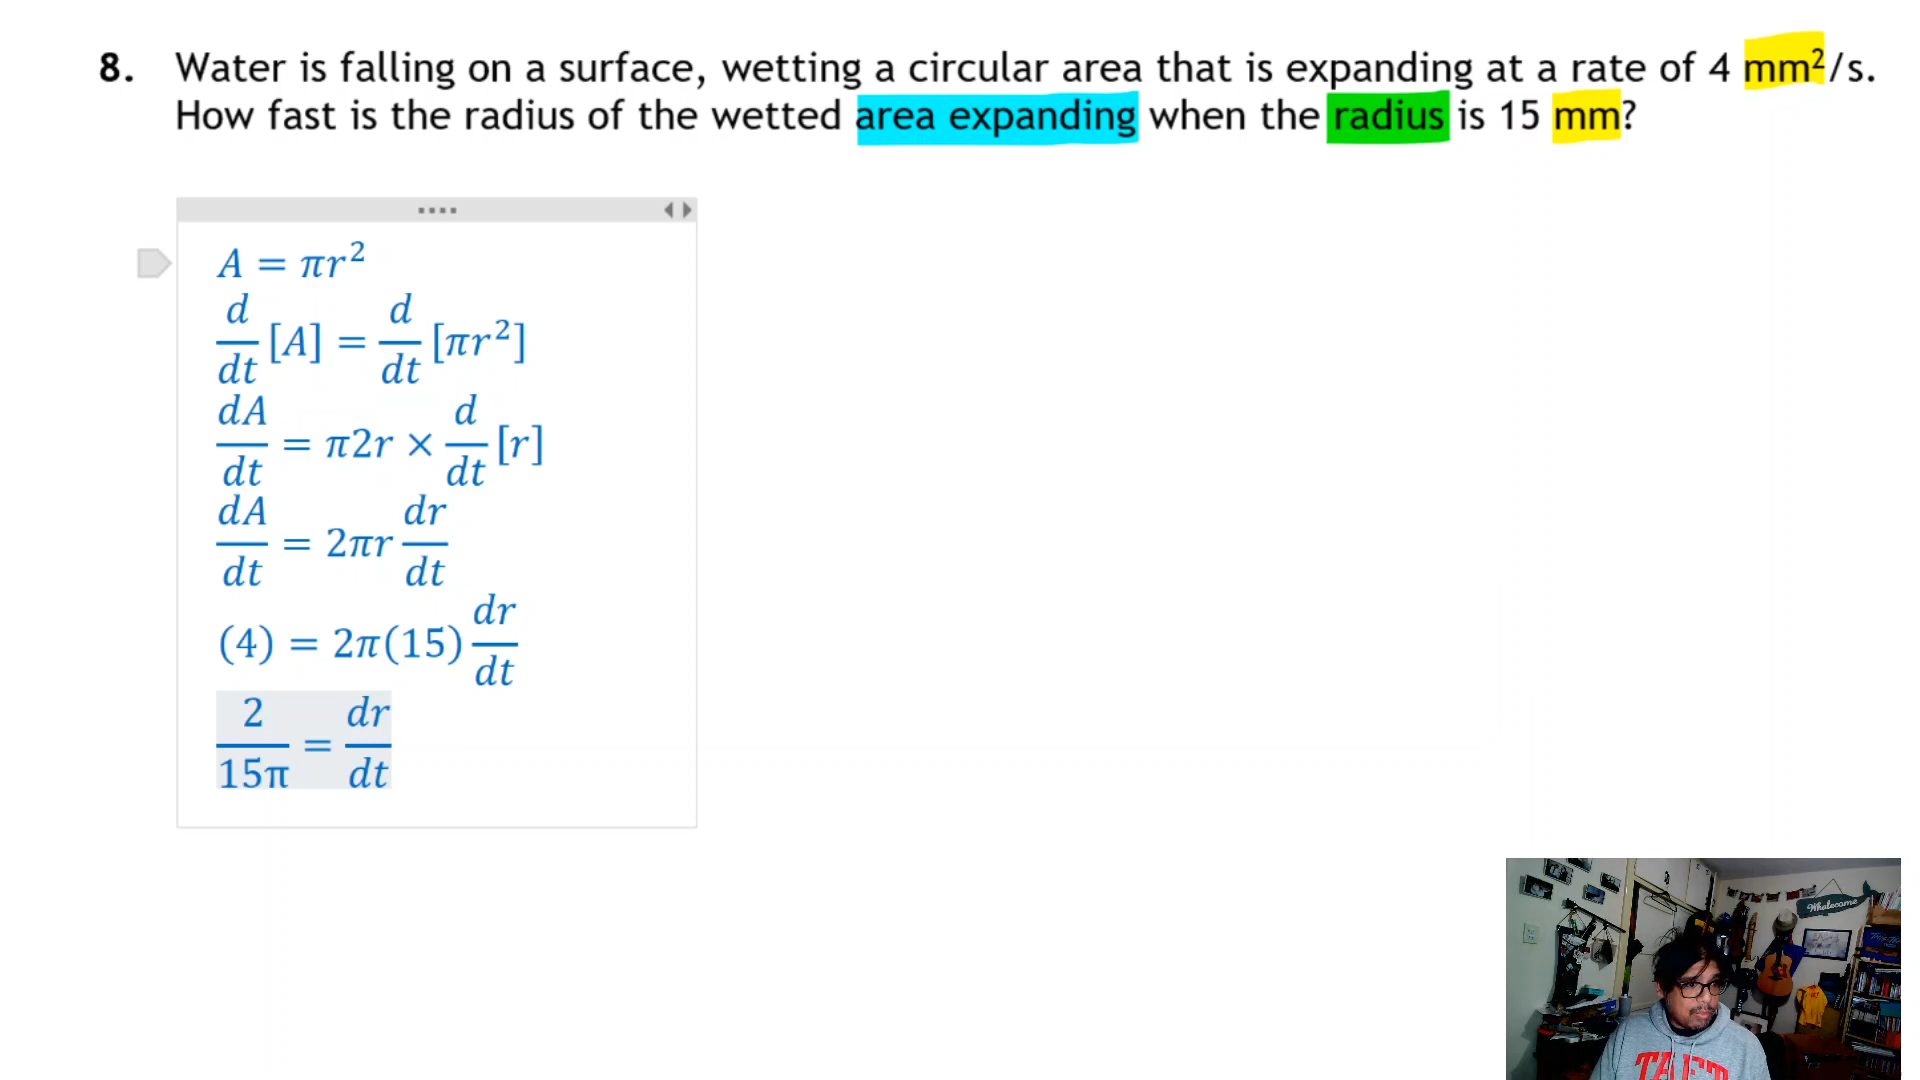 8. Water is falling on a surface, wetting a circular area that is expanding at a rate of 4 mm²/s.
How fast is the radius of the wetted area expanding when the radius is 15 mm?
A = πr²
d/dt [A] = d/dt [πr²]
dA/dt = π2r × d/dt [r]
dA/dt = 2πr dr/dt
(4) = 2π(15) dr/dt
2/15π = dr/dt
Whalecome
TAFT